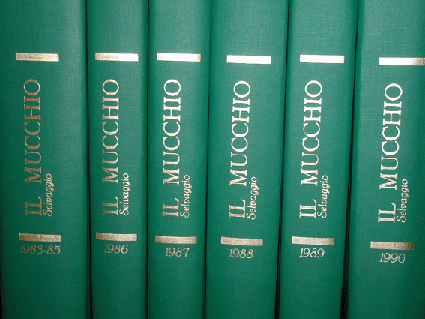 IL MUCCHIO
Selvaggio
1983-85
IL MUCCHIO
Selvaggio
1986
IL MUCCHIO
Selvaggio
1987
IL MUCCHIO
Selvaggio
1988
IL MUCCHIO
Selvaggio
1989
IL MUCCHIO
Selvaggio
1990